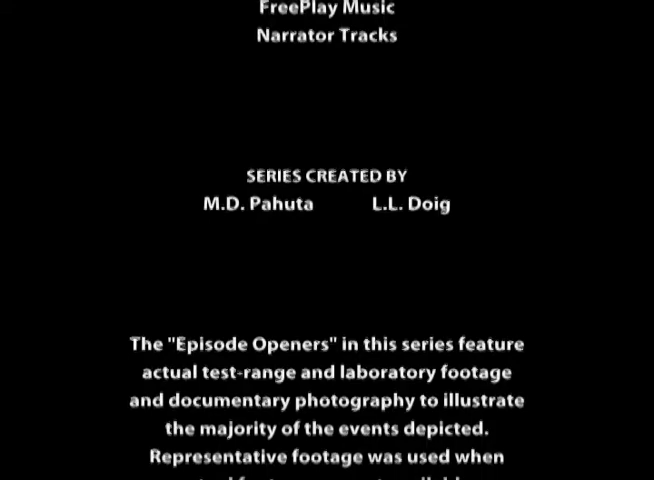 FreePlay Music
Narrator Tracks
SERIES CREATED BY
M.D. Pahuta L.L. Doig
The "Episode Openers" in this series feature
actual test-range and laboratory footage
and documentary photography to illustrate
the majority of the events depicted.
Representative footage was used when